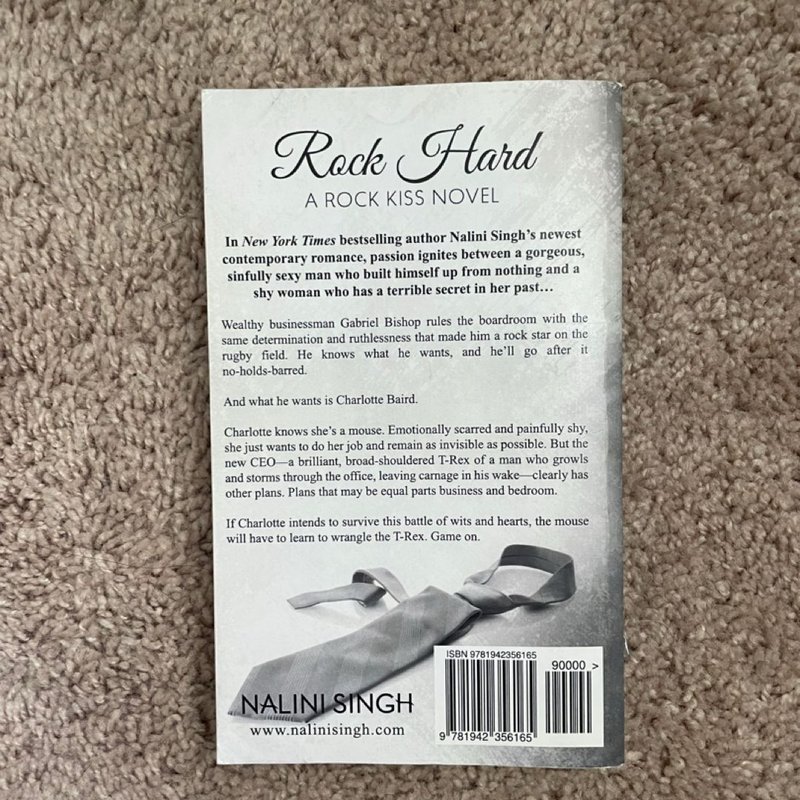 Rock Hard
A ROCK KISS NOVEL
In New York Times bestselling author Nalini Singh's newest
contemporary romance, passion ignites between a gorgeous,
sinfully sexy man who built himself up from nothing and a
shy woman who has a terrible secret in her past...
Wealthy businessman Gabriel Bishop rules the boardroom with the
same determination and ruthlessness that made him a rock star on the
rugby field. He knows what he wants, and he'll go after it
no-holds-barred.
And what he wants is Charlotte Baird.
Charlotte knows she's a mouse. Emotionally scarred and painfully shy,
she just wants to do her job and remain as invisible as possible. But the
new CEO—a brilliant, broad-shouldered T-Rex of a man who growls
and storms through the office, leaving carnage in his wake—clearly has
other plans. Plans that may be equal parts business and bedroom.
If Charlotte intends to survive this battle of wits and hearts, the mouse
will have to learn to wrangle the T-Rex. Game on.
NALINI SINGH
www.nalinisingh.com
ISBN 9781942356165
90000 >
9 781942 356165